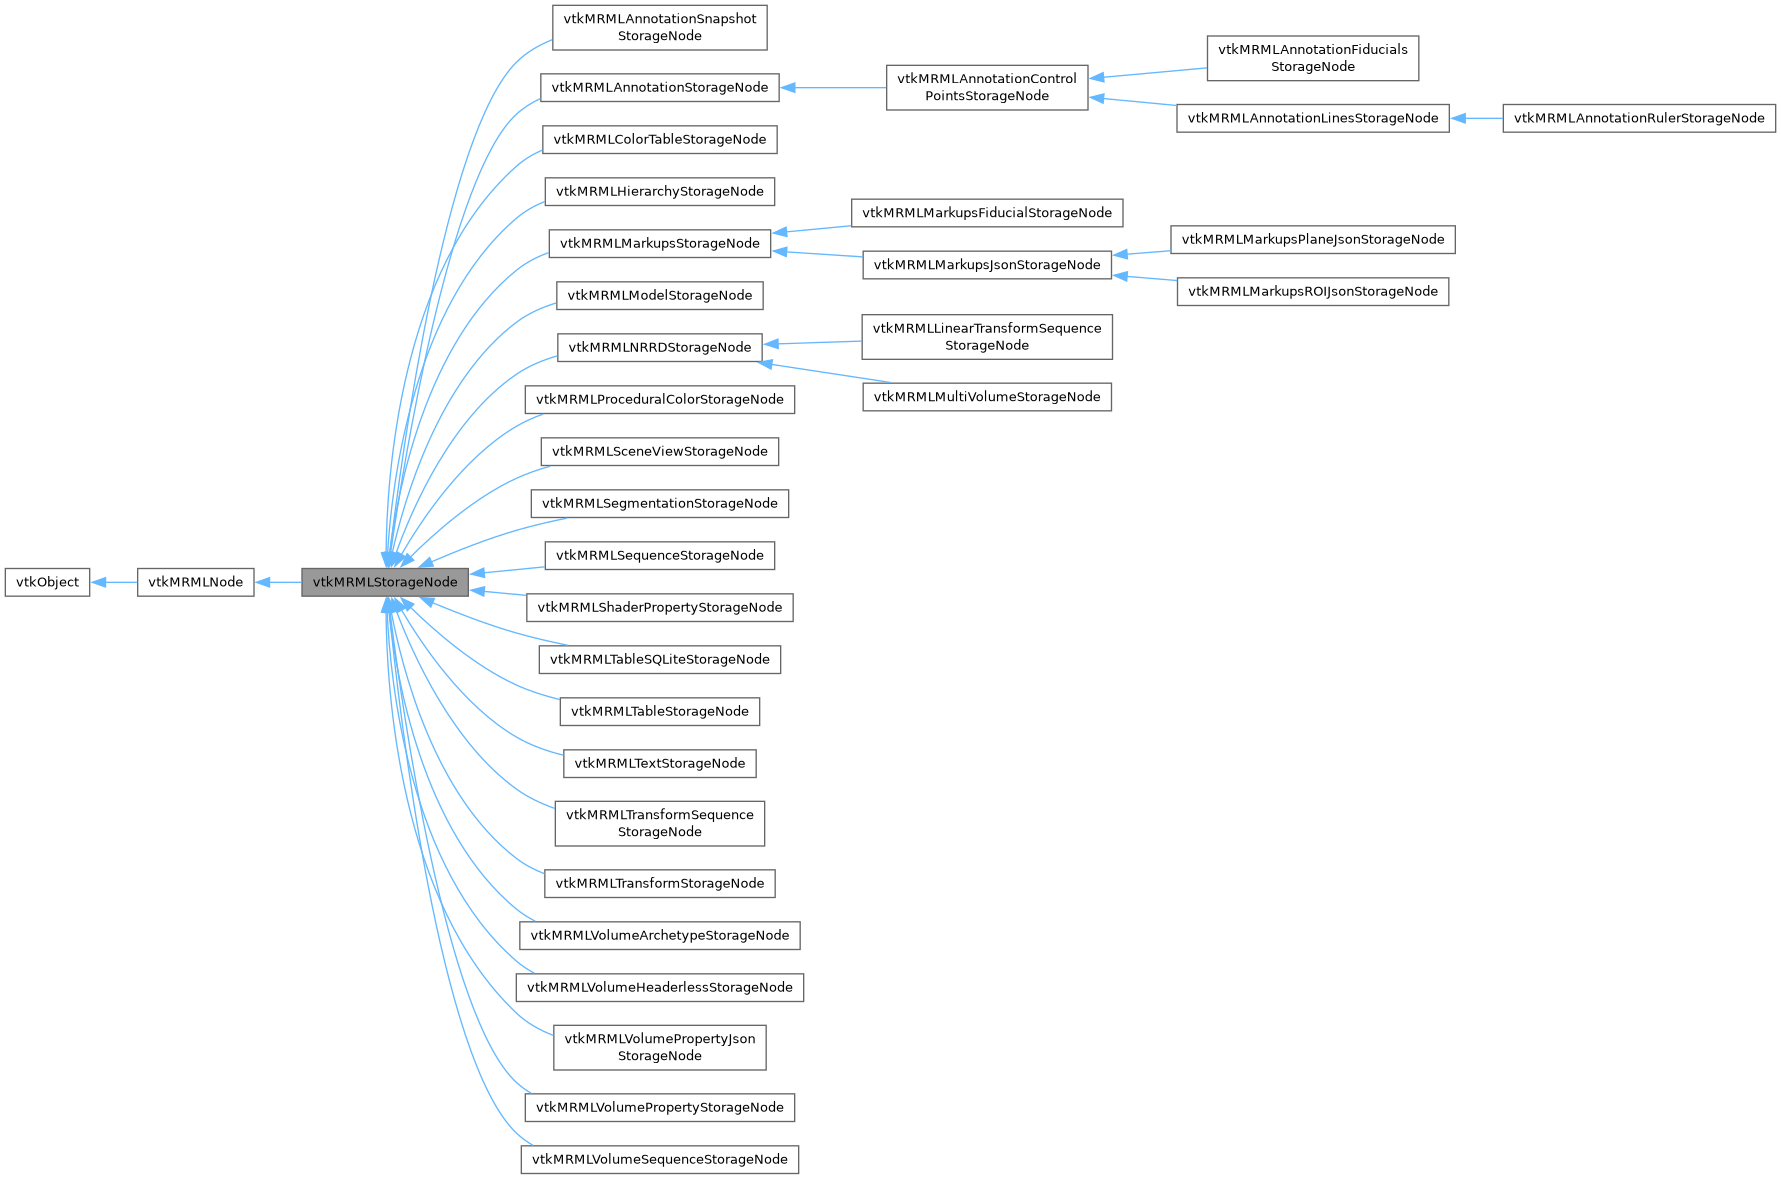 vtkMRMLAnnotationSnapshot
StorageNode
vtkMRMLAnnotationFiducials
StorageNode
vtkMRMLAnnotationControl
PointsStorageNode
vtkMRMLAnnotationStorageNode
vtkMRMLAnnotationLinesStorageNode
vtkMRMLAnnotationRulerStorageNode
vtkMRMLColorTableStorageNode
vtkMRMLHierarchyStorageNode
vtkMRMLMarkupsFiducialStorageNode
vtkMRMLMarkupsStorageNode
vtkMRMLMarkupsPlaneJsonStorageNode
vtkMRMLMarkupsJsonStorageNode
vtkMRMLMarkupsROIJsonStorageNode
vtkMRMLModelStorageNode
vtkMRMLLinearTransformSequence
StorageNode
vtkMRMLNRRDStorageNode
vtkMRMLMultiVolumeStorageNode
vtkMRMLProceduralColorStorageNode
vtkMRMLSceneViewStorageNode
vtkMRMLSegmentationStorageNode
vtkMRMLSequenceStorageNode
vtkObject
vtkMRMLNode
vtkMRMLStorageNode
vtkMRMLShaderPropertyStorageNode
vtkMRMLTableSQLiteStorageNode
vtkMRMLTableStorageNode
vtkMRMLTextStorageNode
vtkMRMLTransformSequence
StorageNode
vtkMRMLTransformStorageNode
vtkMRMLVolumeArchetypeStorageNode
vtkMRMLVolumeHeaderlessStorageNode
vtkMRMLVolumePropertyJson
StorageNode
vtkMRMLVolumePropertyStorageNode
vtkMRMLVolumeSequenceStorageNode